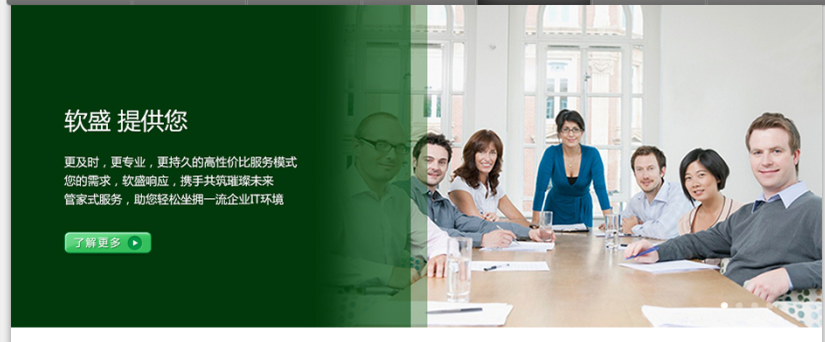 软盛 提供您
更及时，更专业，更持久的高性价比服务模式
您的需求，软盛响应，携手共筑璀璨未来
管家式服务，助您轻松坐拥一流企业IT环境
了解更多